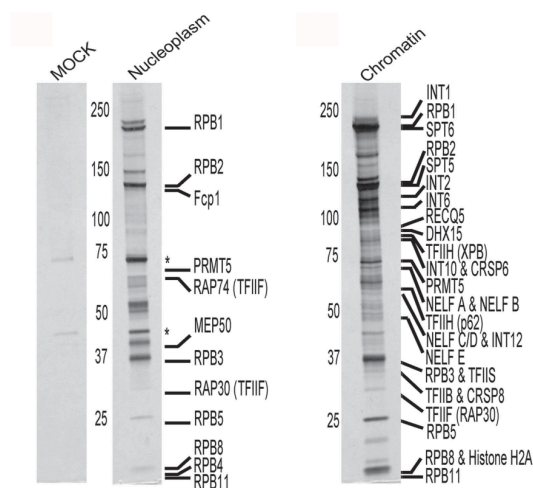 MOCK
Nucleoplasm
250
150
100
75
50
37
25
RPB1
RPB2
Fcp1
*
PRMT5
RAP74 (TFIIF)
MEP50
*
RPB3
RAP30 (TFIIF)
RPB5
RPB8
RPB4
RPB11
Chromatin
250
150
100
75
50
37
25
INT1
RPB1
SPT6
RPB2
SPT5
INT2
INT6
RECQ5
DHX15
TFIIH (XPB)
INT10 & CRSP6
PRMT5
NELF A & NELF B
TFIIH (p62)
NELF C/D & INT12
NELF E
RPB3 & TFIIS
TFIIB & CRSP8
TFIIF (RAP30)
RPB5
RPB8 & Histone H2A
RPB11